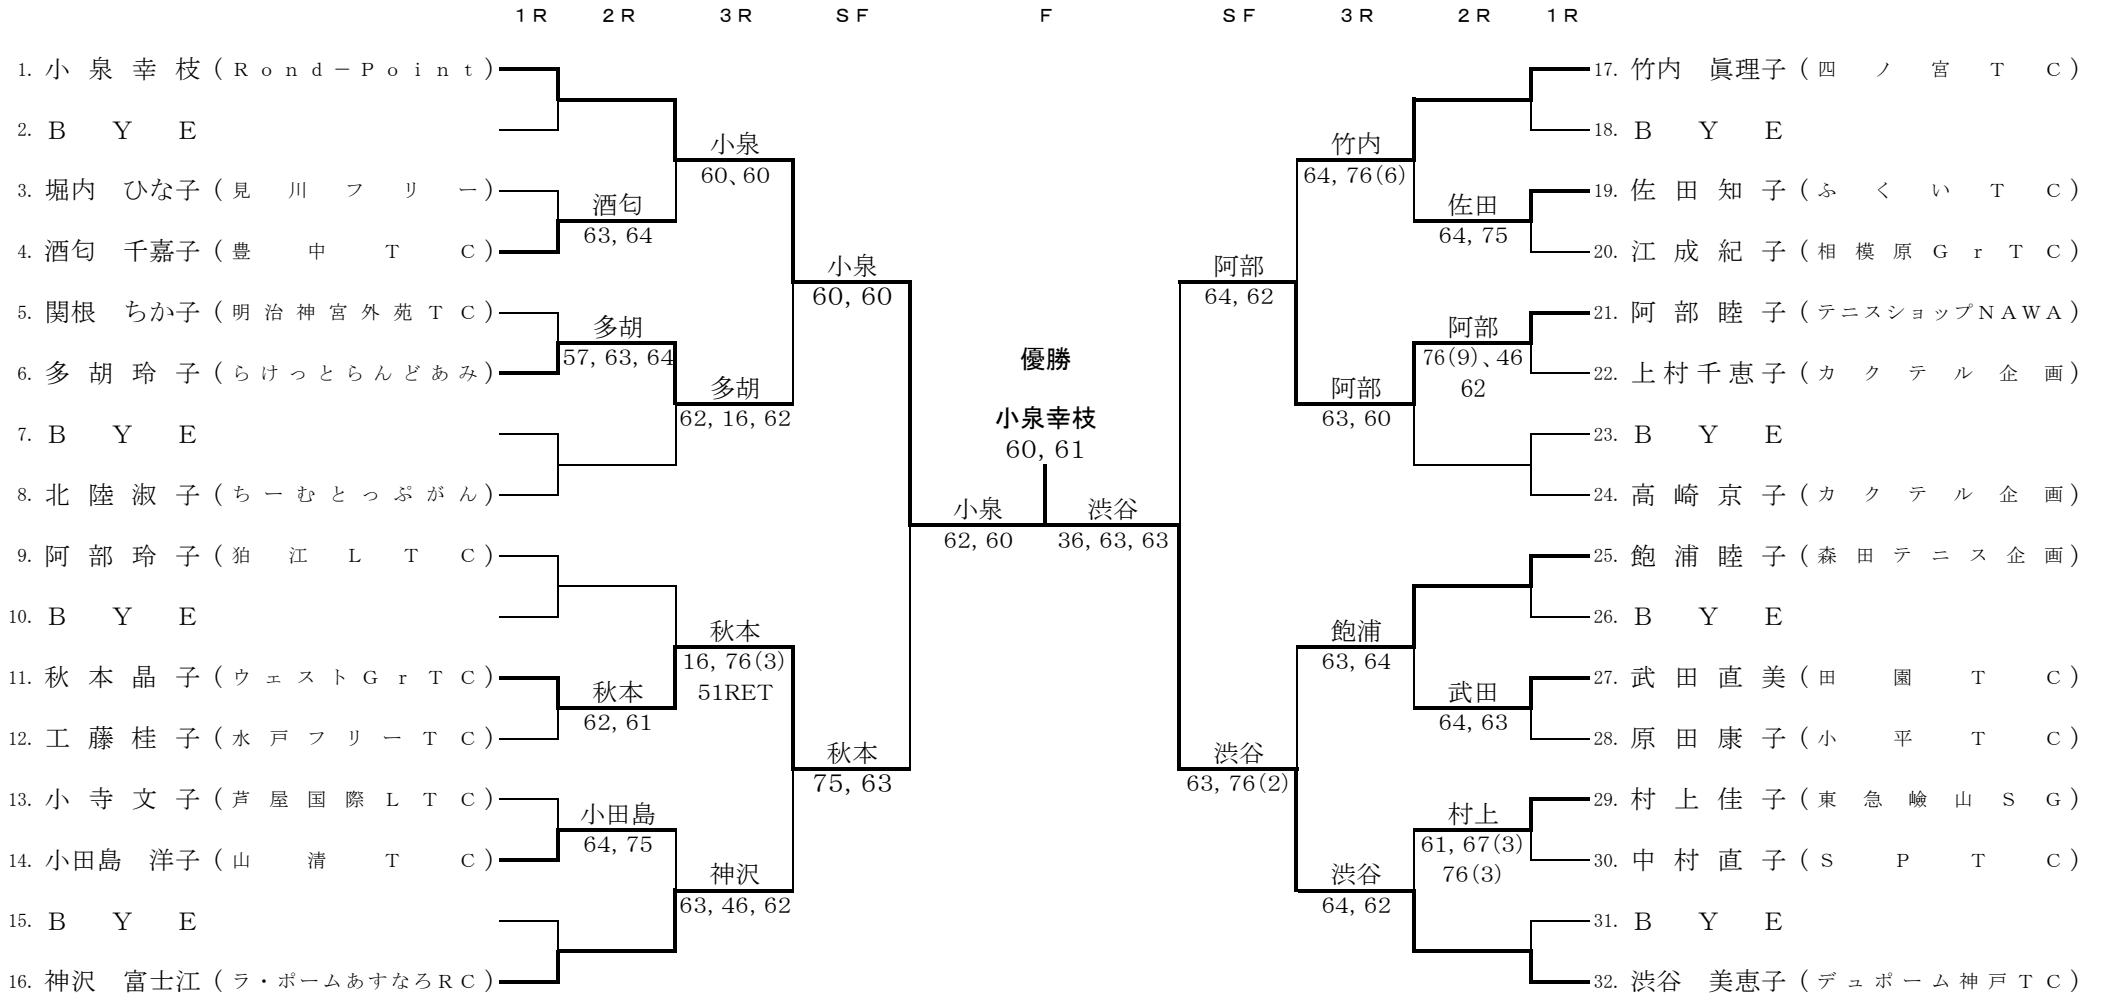 1R 2R 3R SF F SF 3R 2R 1R
1. 小泉幸枝(Rond－Point)
2. BYE
3. 堀内　ひな子(見川フリー)
4. 酒匂　千嘉子(豊中TC)
5. 関根　ちか子(明治神宮外苑TC)
6. 多胡玲子(らけっとらんどあみ)
7. BYE
8. 北陸淑子(ちーむとっぷがん)
9. 阿部玲子(狛江LTC)
10. BYE
11. 秋本晶子(ウェストGrTC)
12. 工藤桂子(水戸フリーTC)
13. 小寺文子(芦屋国際LTC)
14. 小田島　洋子(山清TC)
15. BYE
16. 神沢　富士江(ラ・ポームあすなろRC)
酒匂
63, 64
多胡
57, 63, 64
秋本
62, 61
小田島
64, 75
小泉
60、60
多胡
62, 16, 62
秋本
16, 76(3)
51RET
神沢
63, 46, 62
小泉
60, 60
秋本
75, 63
小泉
62, 60
優勝
小泉幸枝
60, 61
渋谷
36, 63, 63
阿部
64, 62
渋谷
63, 76(2)
竹内
64, 76(6)
阿部
63, 60
飽浦
63, 64
渋谷
64, 62
佐田
64, 75
阿部
76(9)、46
62
武田
64, 63
村上
61, 67(3)
76(3)
17. 竹内　眞理子(四ノ宮TC)
18. BYE
19. 佐田知子(ふくいTC)
20. 江成紀子(相模原GrTC)
21. 阿部睦子(テニスショップNAWA)
22. 上村千恵子(カクテル企画)
23. BYE
24. 高崎京子(カクテル企画)
25. 飽浦睦子(森田テニス企画)
26. BYE
27. 武田直美(田園TC)
28. 原田康子(小平TC)
29. 村上佳子(東急嶮山SG)
30. 中村直子(SPTC)
31. BYE
32. 渋谷　美恵子(デュポーム神戸TC)